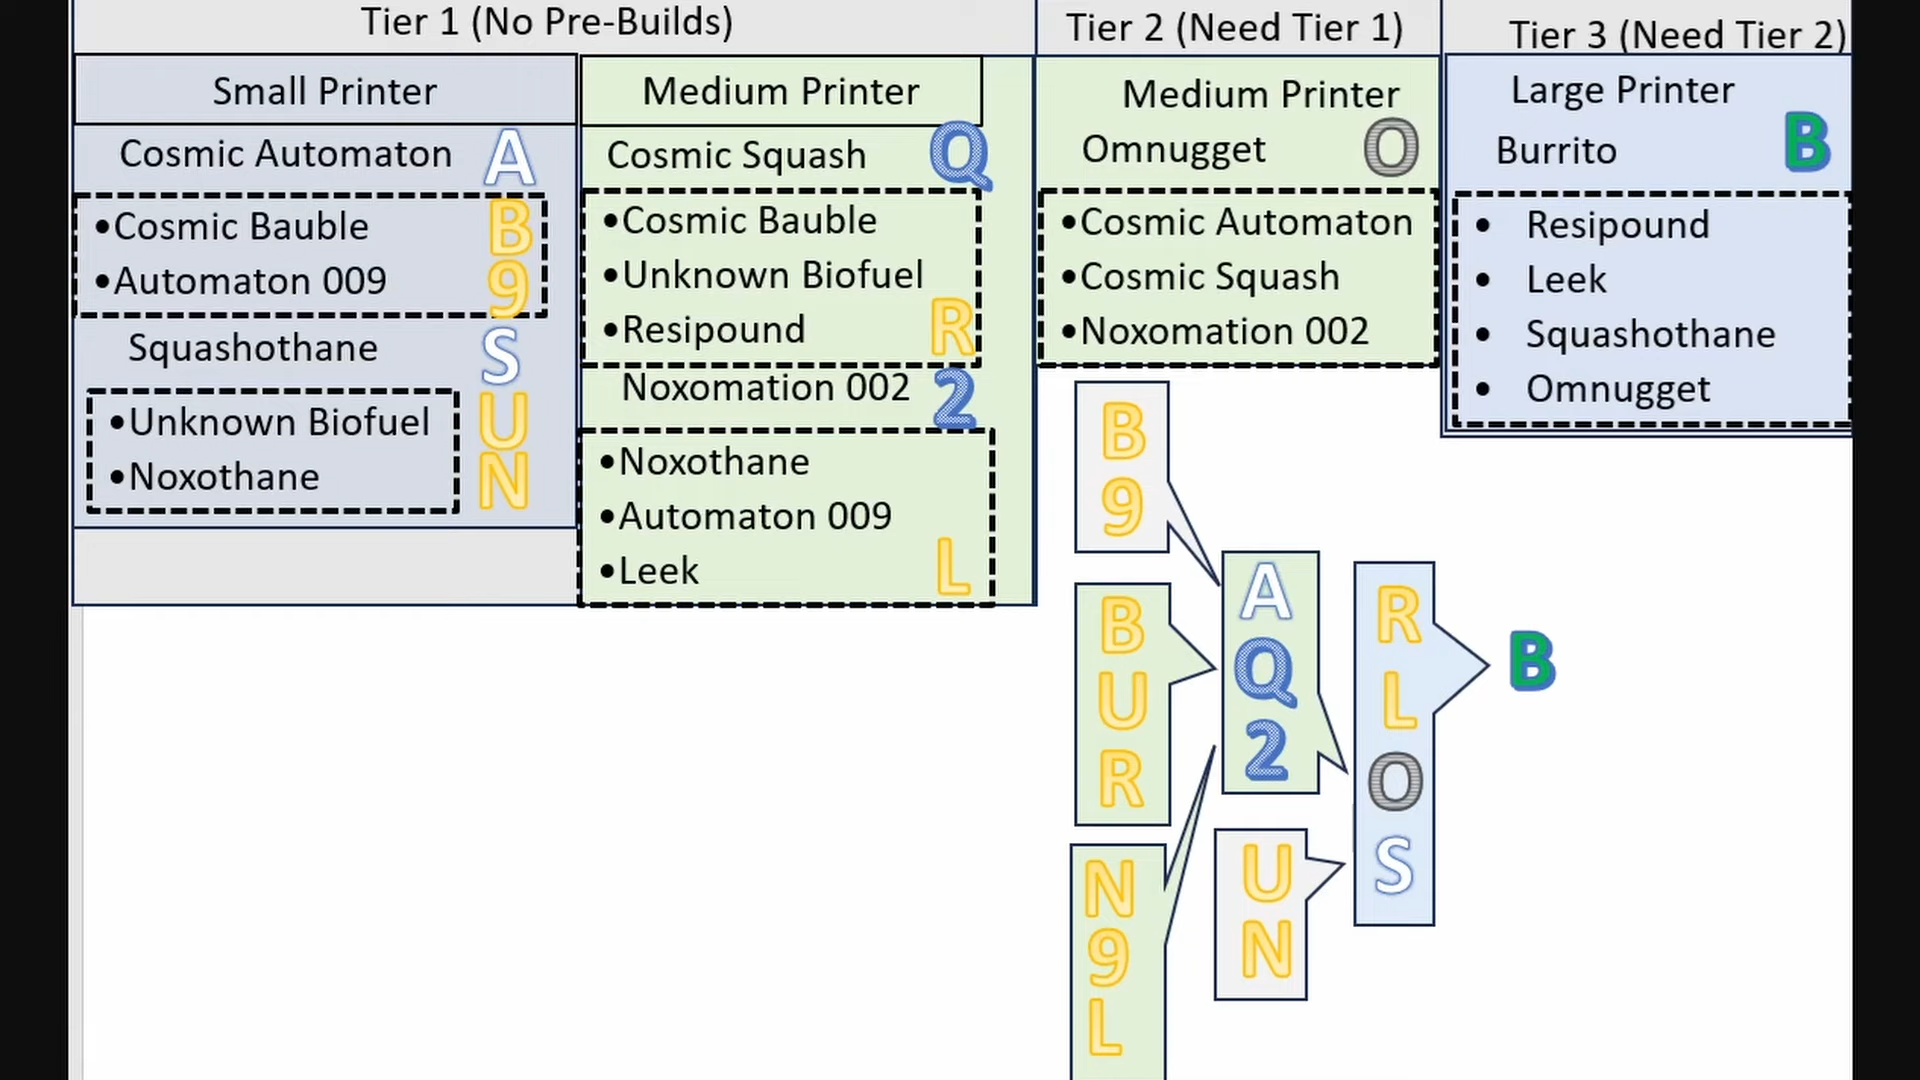 Tier 1 (No Pre-Builds)
Tier 2 (Need Tier 1)
Tier 3 (Need Tier 2)
Small Printer
Cosmic Automaton A
•Cosmic Bauble B
•Automaton 009 9
Squashothane S
•Unknown Biofuel U
•Noxothane N
Medium Printer
Cosmic Squash Q
•Cosmic Bauble
•Unknown Biofuel
•Resipound R
Noxomation 002 2
•Noxothane
•Automaton 009
•Leek L
Medium Printer
Omnugget O
•Cosmic Automaton
•Cosmic Squash
•Noxomation 002
Large Printer
Burrito B
• Resipound
• Leek
• Squashothane
• Omnugget
B
9
B
U
R
N
9
L
A
Q
2
U
N
R
L
O
S
B